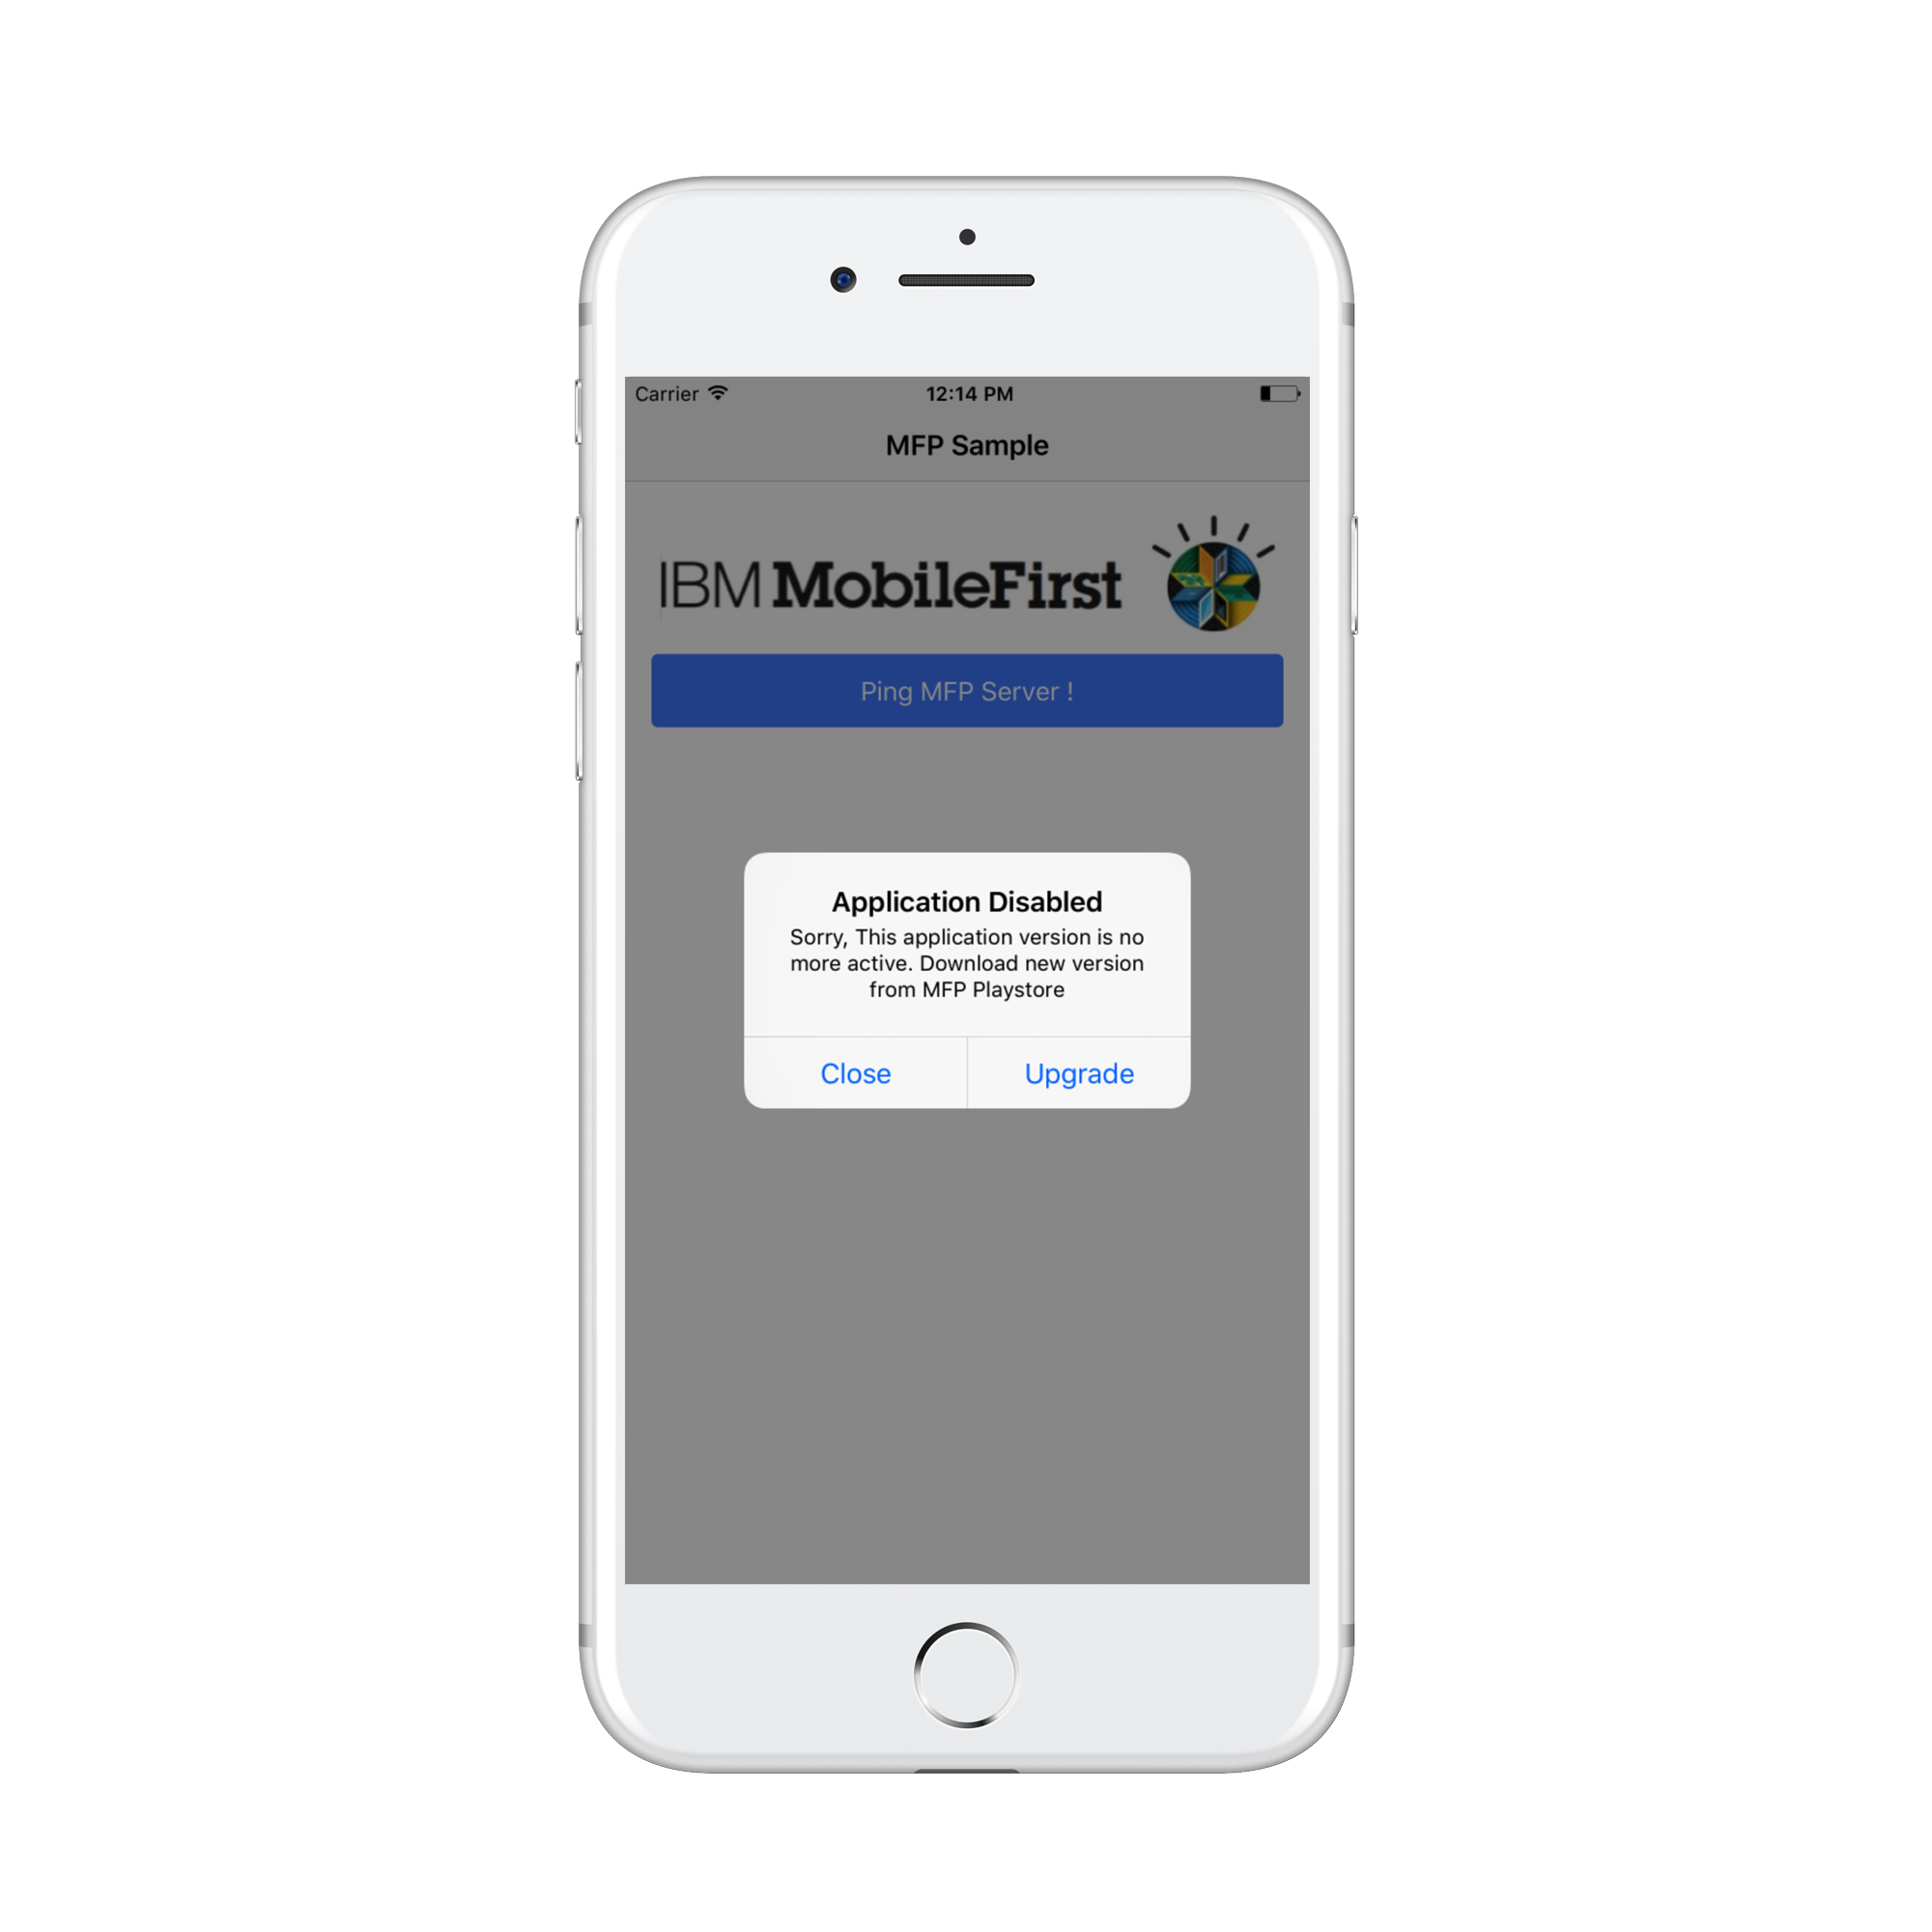 Carrier 12:14 PM
MFP Sample
IBM MobileFirst
Ping MFP Server !
Application Disabled
Sorry, This application version is no
more active. Download new version
from MFP Playstore
Close Upgrade